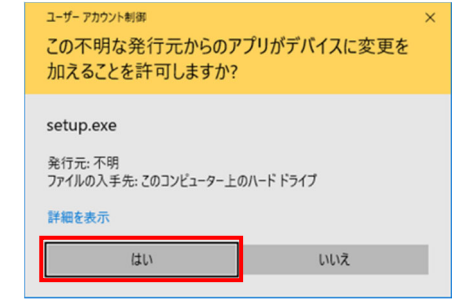 ユーザー アカウント制御
この不明な発行元からのアプリがデバイスに変更を
加えることを許可しますか?
setup.exe
発行元: 不明
ファイルの入手先: このコンピューター上のハード ドライブ
詳細を表示
はい
いいえ